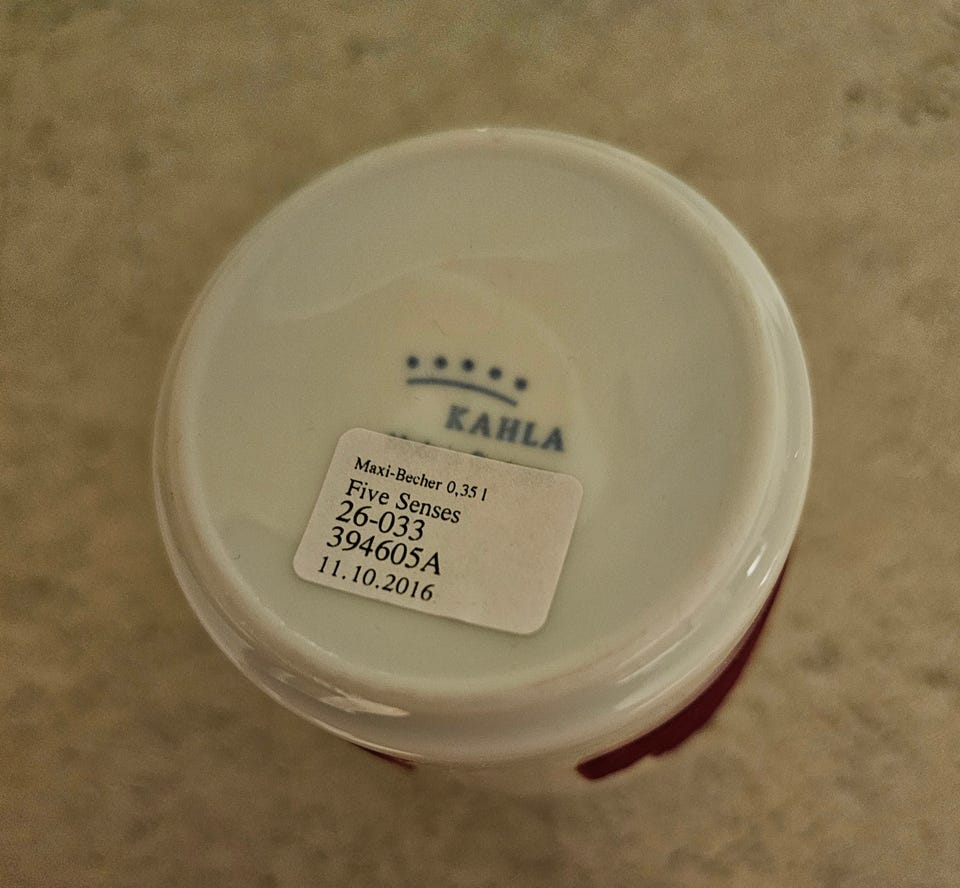 KAHLA
Maxi-Becher 0,35 l
Five Senses
26-033
394605A
11.10.2016